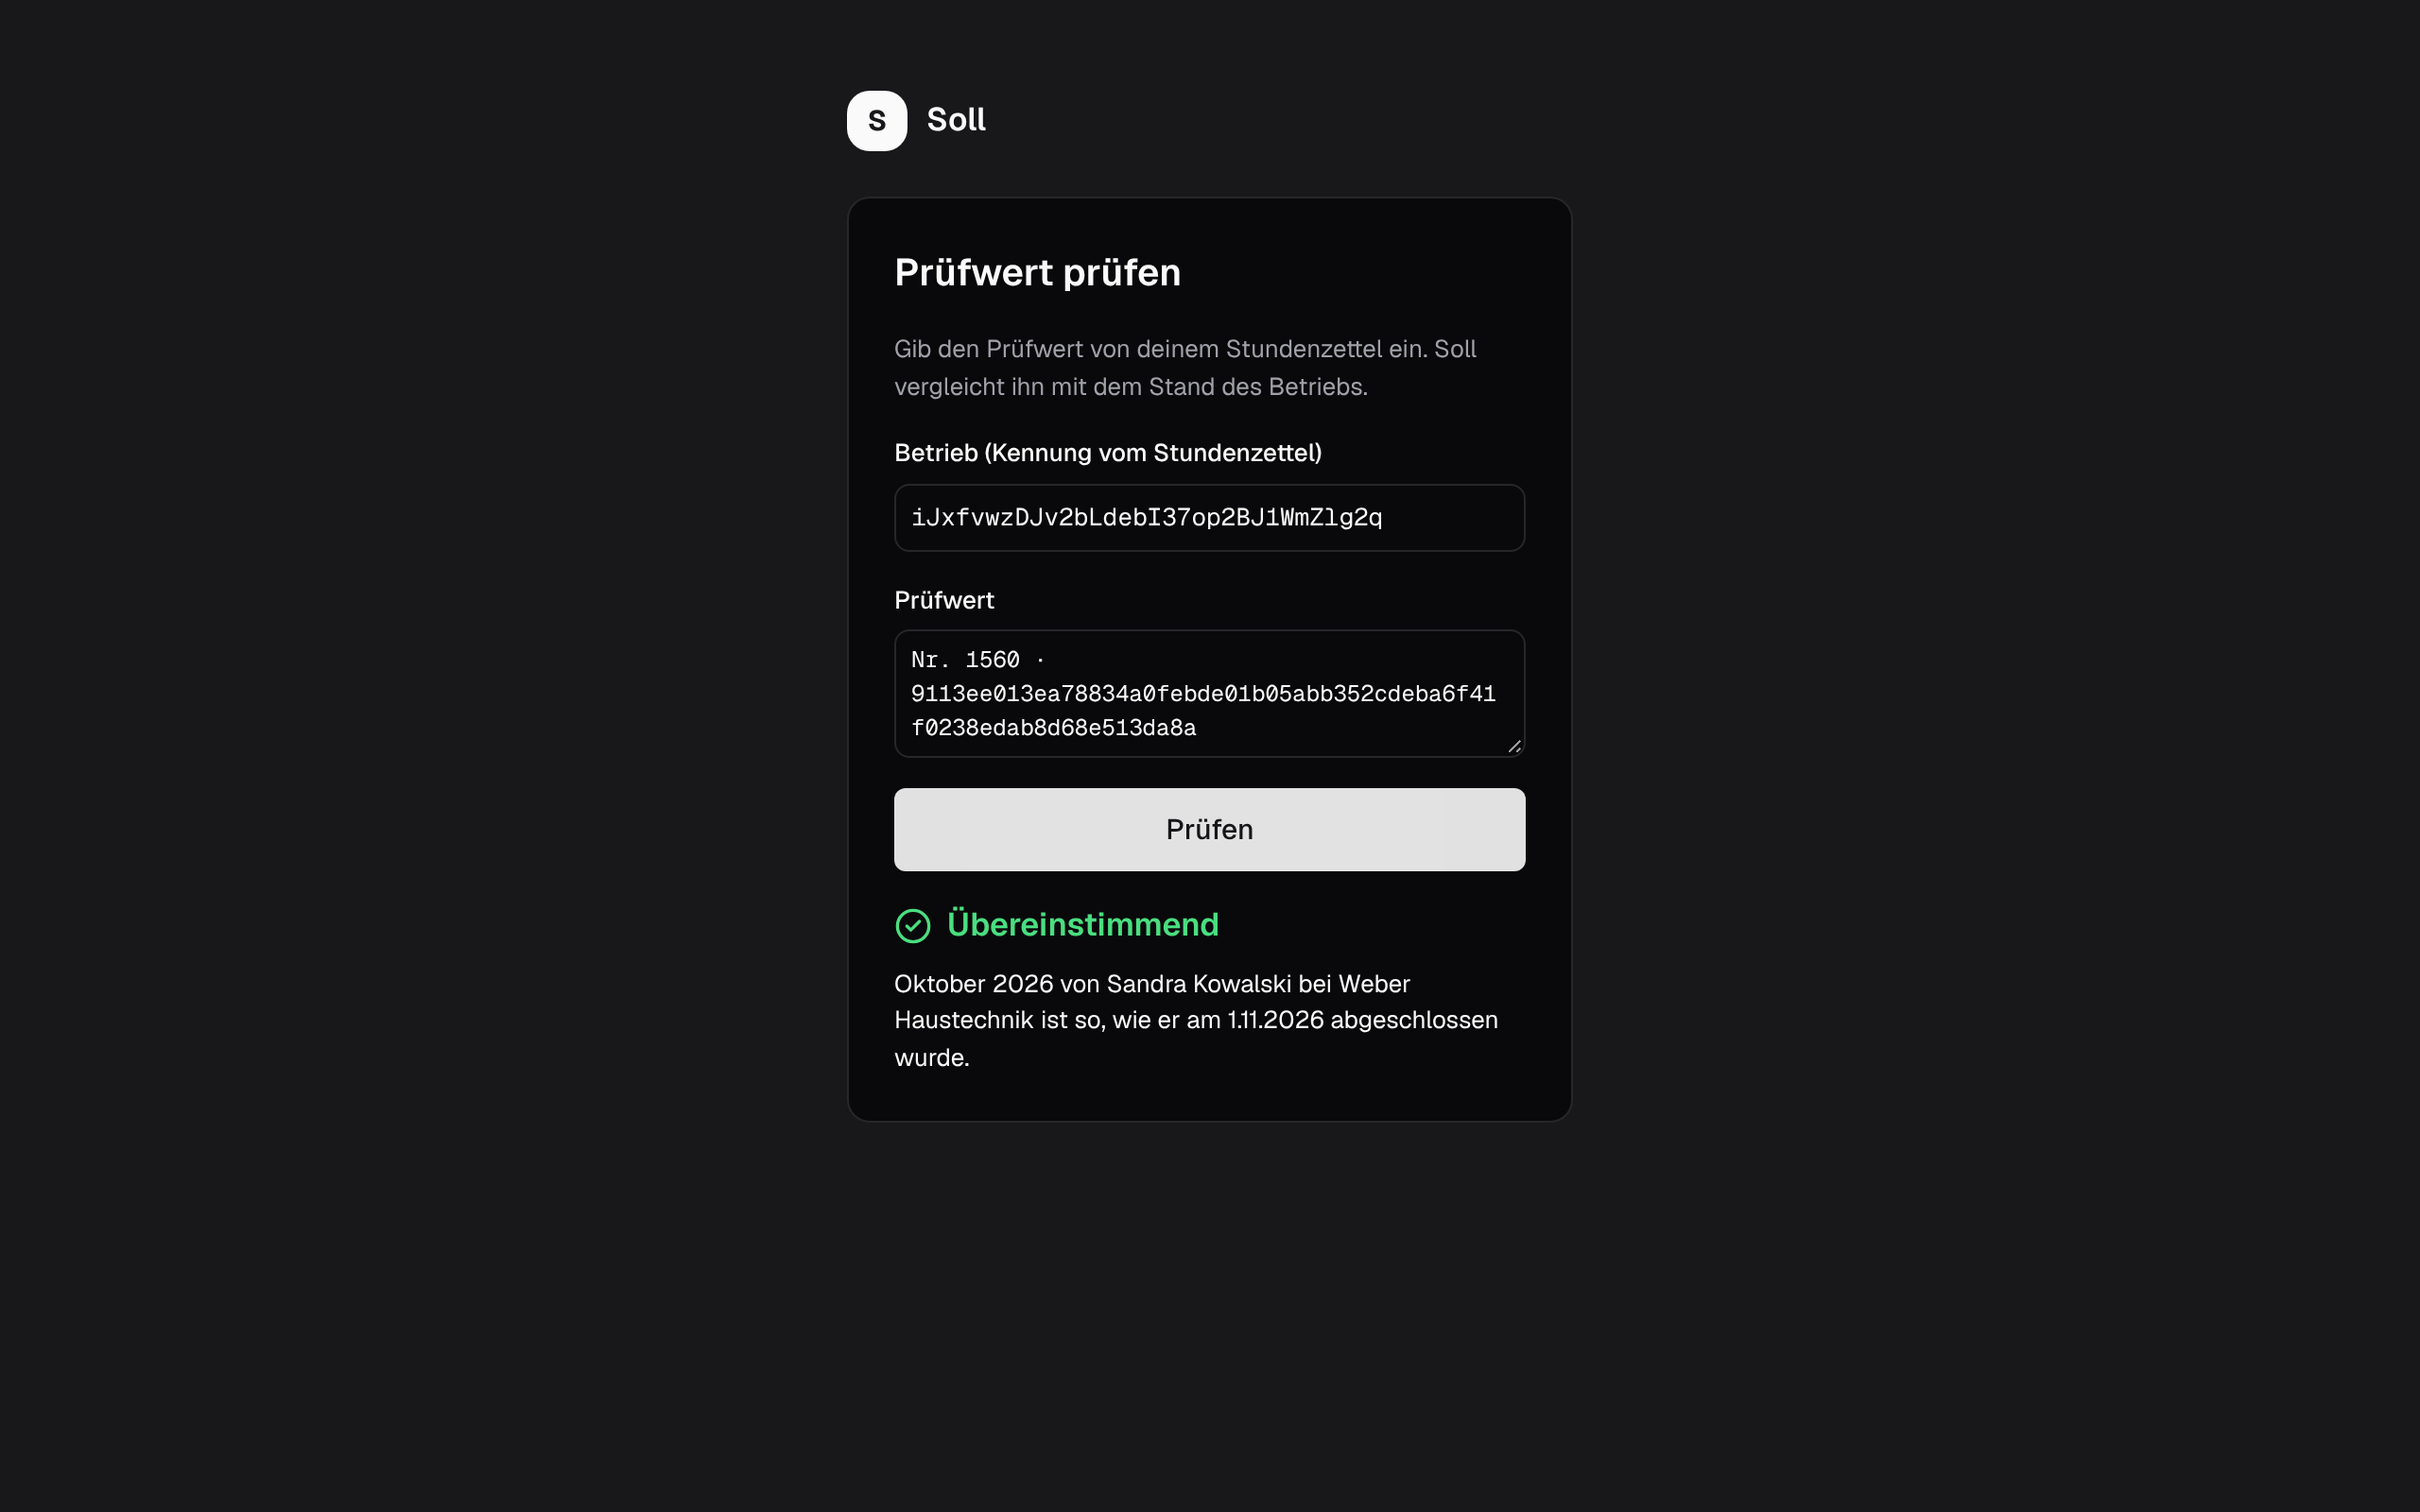 S Soll
Prüfwert prüfen
Gib den Prüfwert von deinem Stundenzettel ein. Soll
vergleicht ihn mit dem Stand des Betriebs.
Betrieb (Kennung vom Stundenzettel)
iJxfvwzDJv2bLdebI37op2BJ1WmZlg2q
Prüfwert
Nr. 1560 ·
9113ee013ea78834a0febde01b05abb352cdeba6f41
f0238edab8d68e513da8a
Prüfen
Übereinstimmend
Oktober 2026 von Sandra Kowalski bei Weber
Haustechnik ist so, wie er am 1.11.2026 abgeschlossen
wurde.